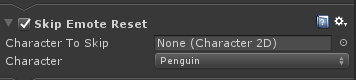 Skip Emote Reset
Character To Skip None (Character 2D)
Character Penguin